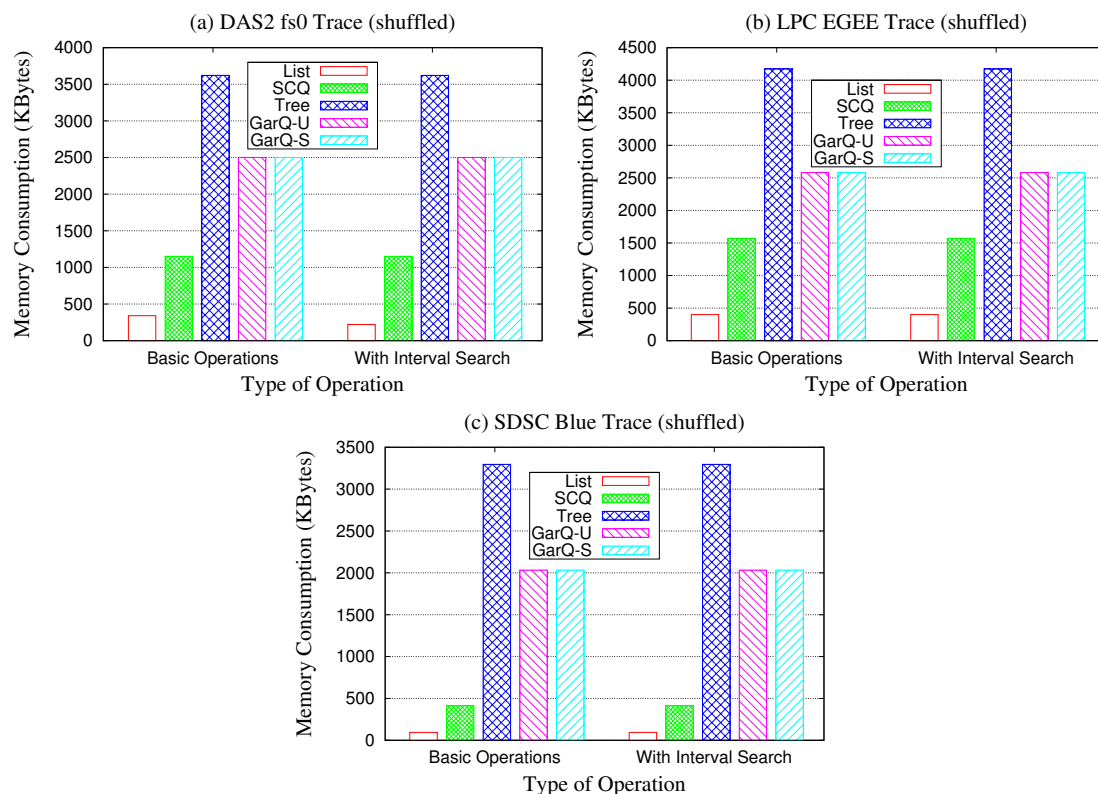 (a) DAS2 fs0 Trace (shuffled)
Memory Consumption (KBytes)
4000
3500
3000
2500
2000
1500
1000
500
0
List
SCQ
Tree
GarQ-U
GarQ-S
Basic Operations
With Interval Search
Type of Operation
(b) LPC EGEE Trace (shuffled)
Memory Consumption (KBytes)
4500
4000
3500
3000
2500
2000
1500
1000
500
0
List
SCQ
Tree
GarQ-U
GarQ-S
Basic Operations
With Interval Search
Type of Operation
(c) SDSC Blue Trace (shuffled)
Memory Consumption (KBytes)
3500
3000
2500
2000
1500
1000
500
0
List
SCQ
Tree
GarQ-U
GarQ-S
Basic Operations
With Interval Search
Type of Operation